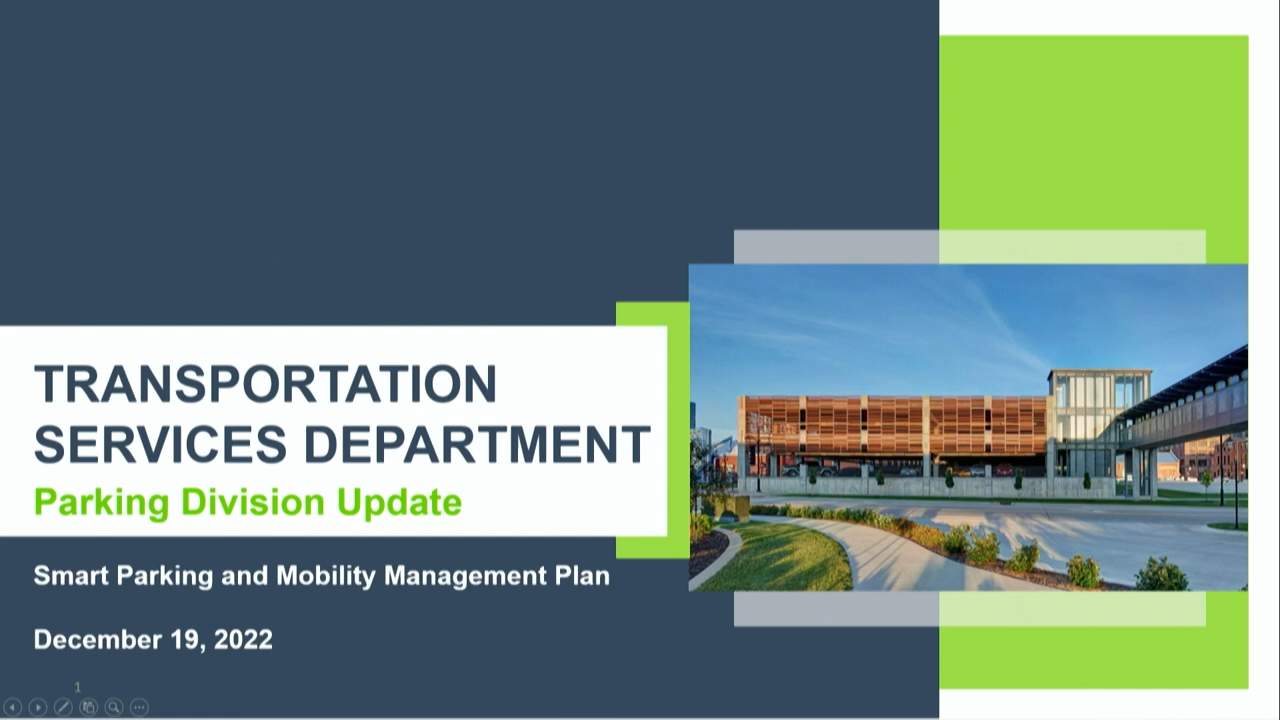 TRANSPORTATION
SERVICES DEPARTMENT
Parking Division Update
Smart Parking and Mobility Management Plan
December 19, 2022
1